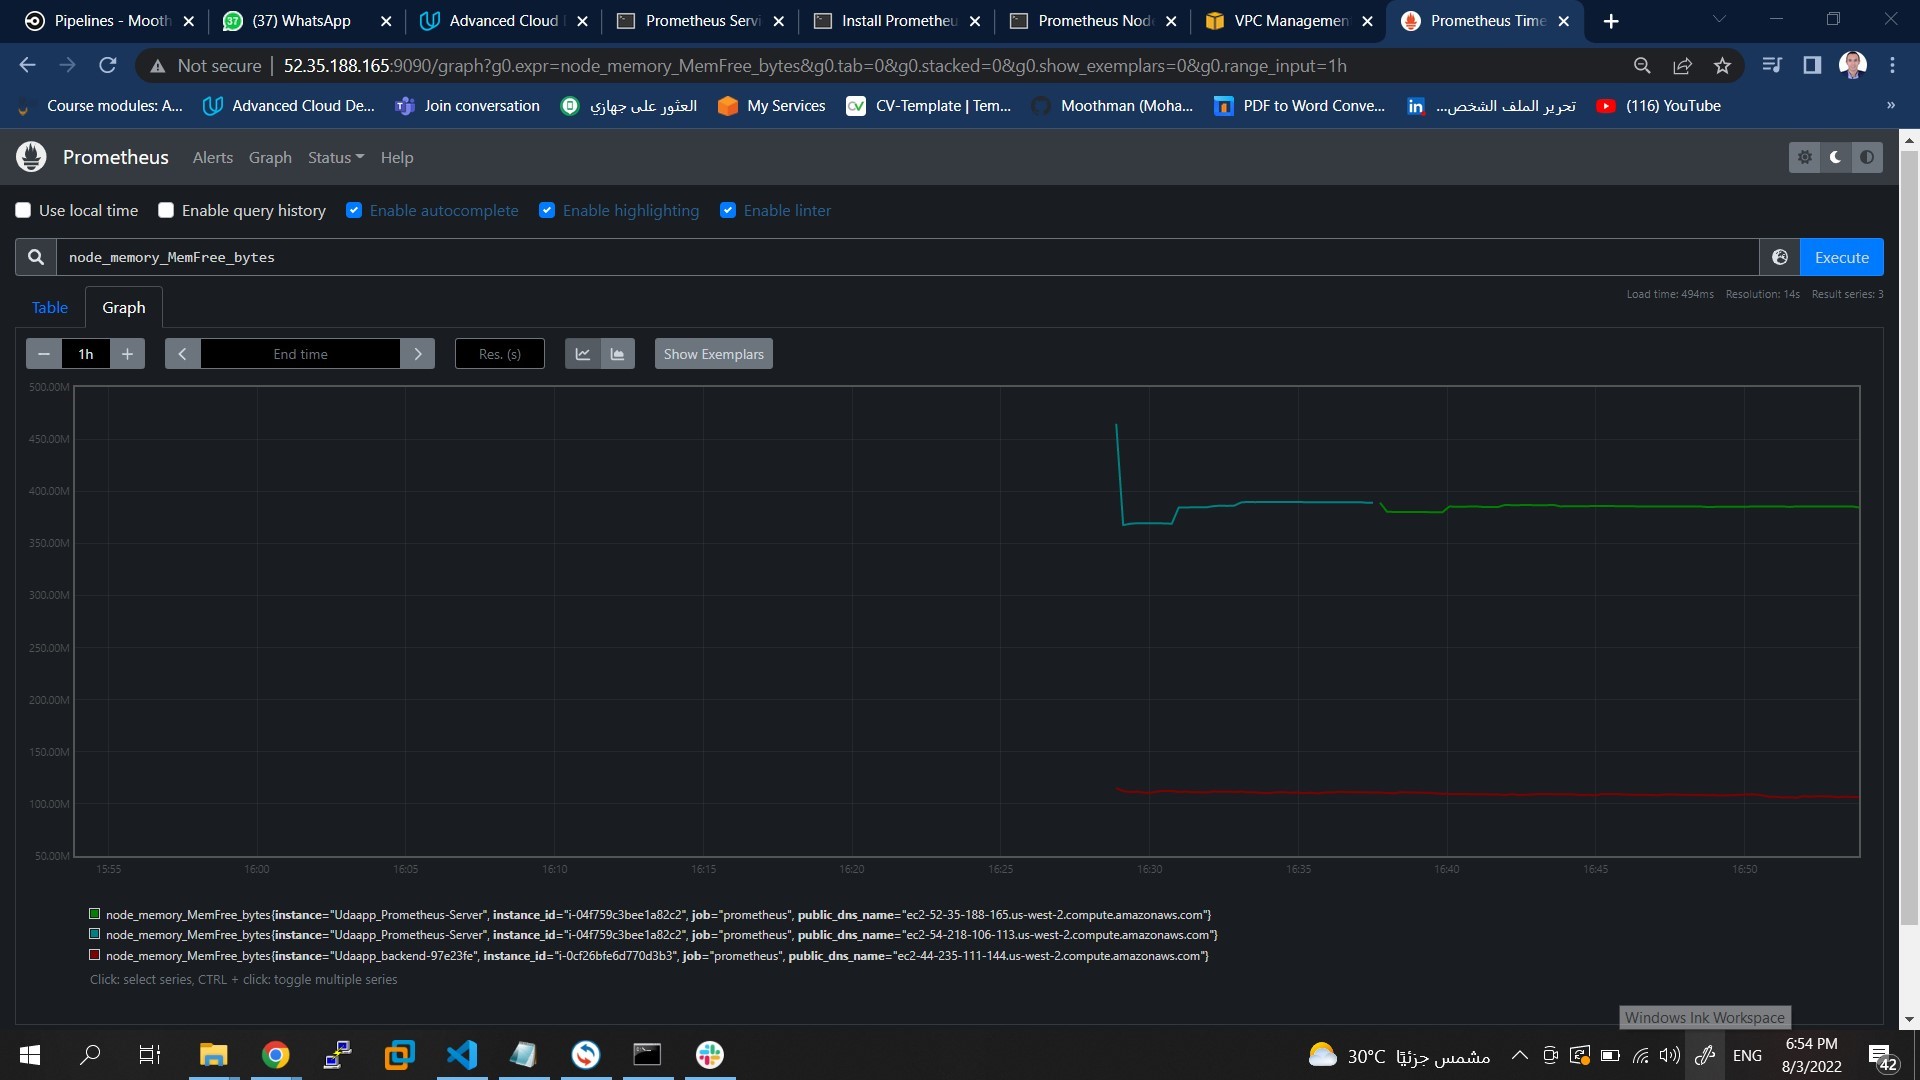 Pipelines - Mooth
(37) WhatsApp
Advanced Cloud
Prometheus Servi
Install Prometheu
Prometheus Node
VPC Managemen
Prometheus Time
Not secure | 52.35.188.165:9090/graph?g0.expr=node_memory_MemFree_bytes&g0.tab=0&g0.stacked=0&g0.show_exemplars=0&g0.range_input=1h
Course modules: A...
Advanced Cloud De...
Join conversation
العثور على جهازي
My Services
CV-Template | Tem...
Moothman (Moha...
PDF to Word Conve...
تحرير الملف الشخص...
(116) YouTube
»
Prometheus Alerts Graph Status Help
Use local time Enable query history Enable autocomplete Enable highlighting Enable linter
node_memory_MemFree_bytes
Execute
Table Graph
Load time: 494ms Resolution: 14s Result series: 3
− 1h + End time Res. (s) Show Exemplars
500.00M
450.00M
400.00M
350.00M
300.00M
250.00M
200.00M
150.00M
100.00M
50.00M
15:55 16:00 16:05 16:10 16:15 16:20 16:25 16:30 16:35 16:40 16:45 16:50
node_memory_MemFree_bytes{instance="Udaapp_Prometheus-Server", instance_id="i-04f759c3bee1a82c2", job="prometheus", public_dns_name="ec2-52-35-188-165.us-west-2.compute.amazonaws.com"}
node_memory_MemFree_bytes{instance="Udaapp_Prometheus-Server", instance_id="i-04f759c3bee1a82c2", job="prometheus", public_dns_name="ec2-54-218-106-113.us-west-2.compute.amazonaws.com"}
node_memory_MemFree_bytes{instance="Udaapp_backend-97e23fe", instance_id="i-0cf26bfe6d770d3b3", job="prometheus", public_dns_name="ec2-44-235-111-144.us-west-2.compute.amazonaws.com"}
Click: select series, CTRL + click: toggle multiple series
Windows Ink Workspace
30°C مشمس جزئيًا
ENG
6:54 PM
8/3/2022
42